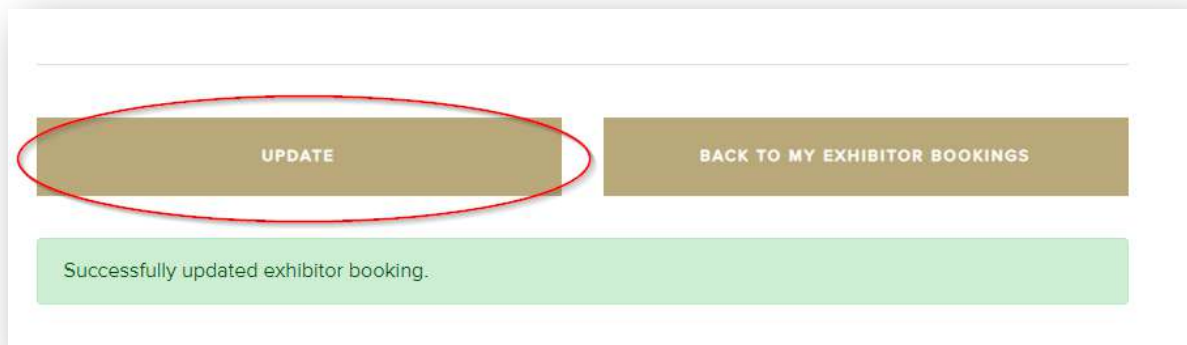 UPDATE
BACK TO MY EXHIBITOR BOOKINGS
Successfully updated exhibitor booking.